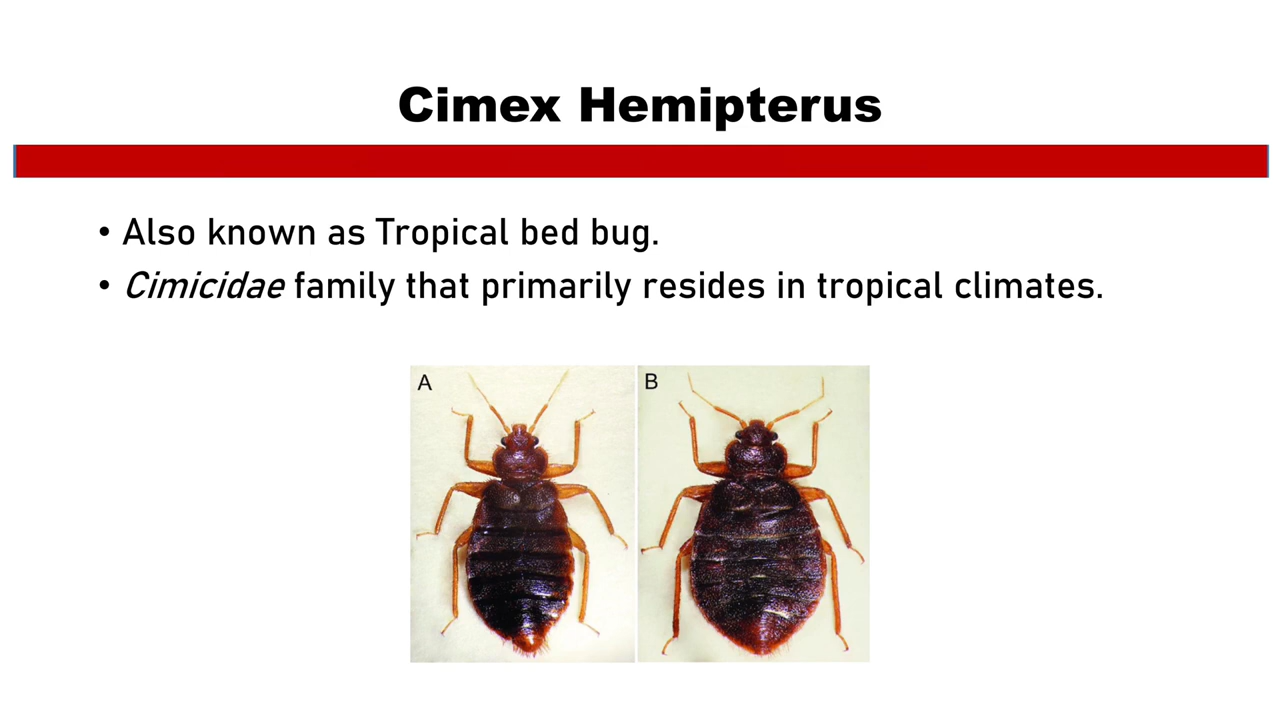 Cimex Hemipterus
• Also known as Tropical bed bug.
• Cimicidae family that primarily resides in tropical climates.
A B